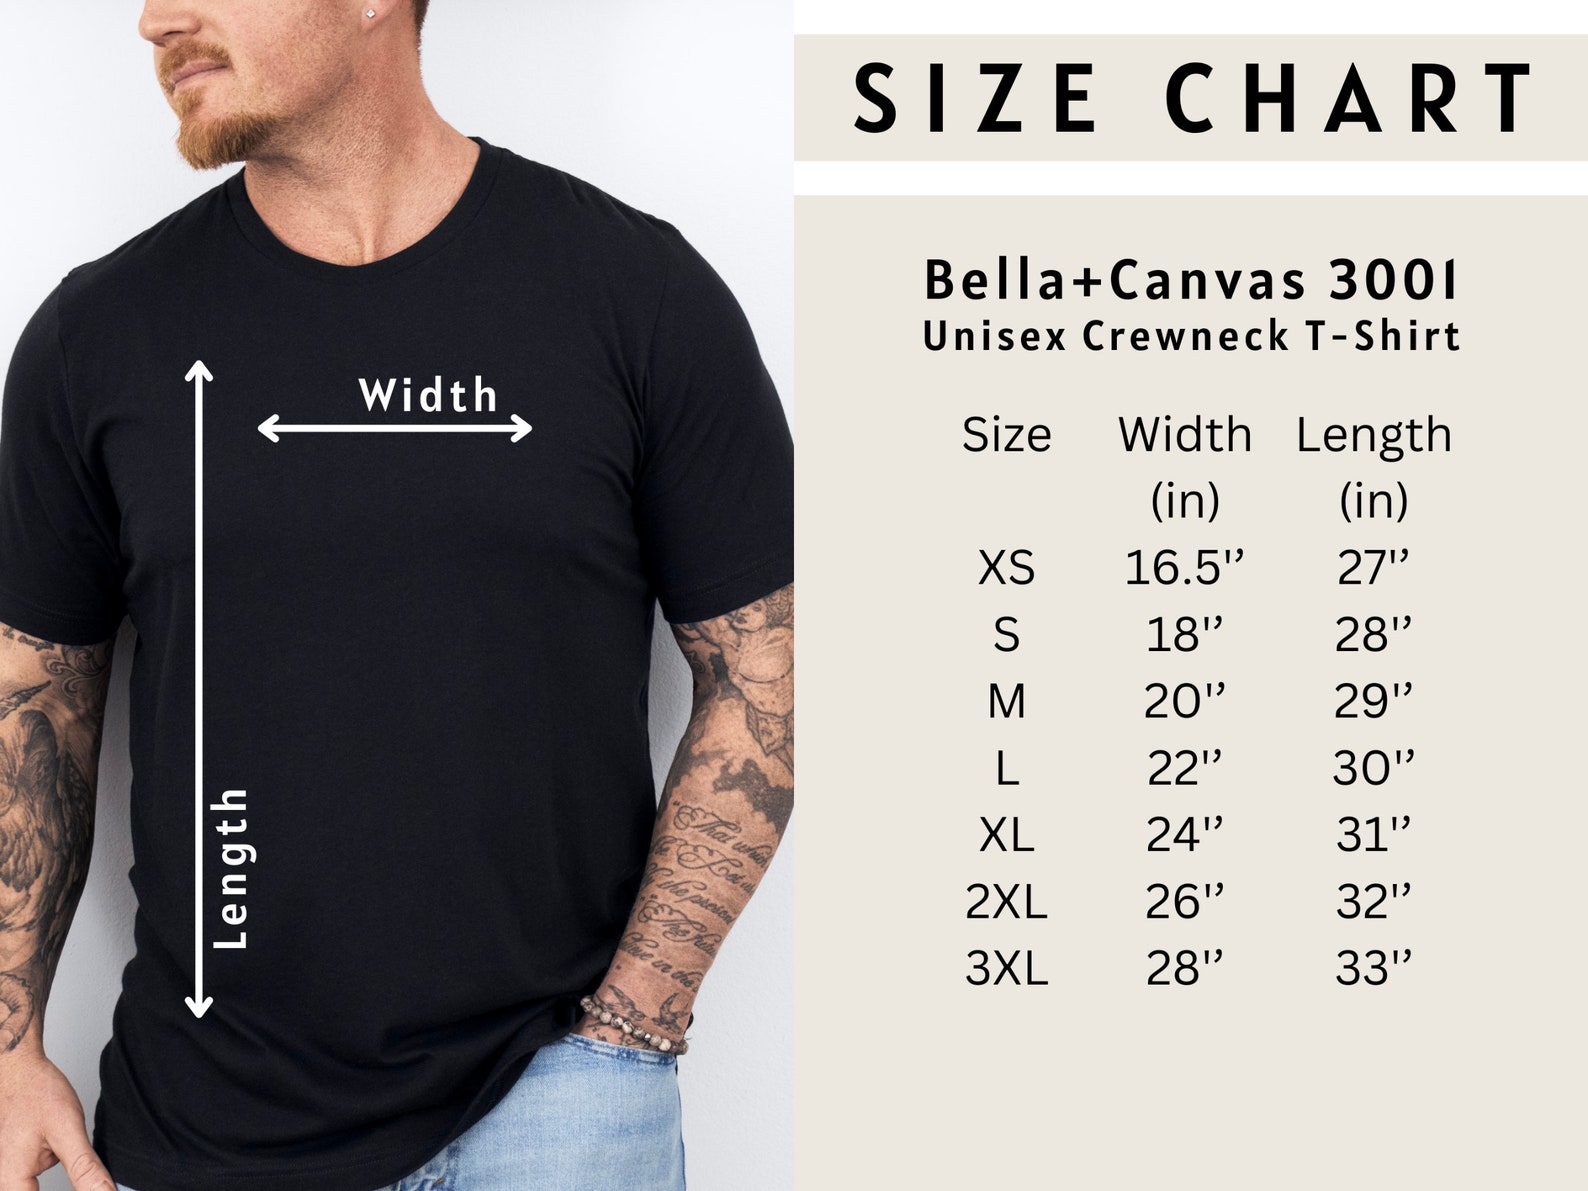 SIZE CHART
Bella+Canvas 3001
Unisex Crewneck T-Shirt
Size Width Length
(in) (in)
XS 16.5'' 27''
S 18'' 28''
M 20'' 29''
L 22'' 30''
XL 24'' 31''
2XL 26'' 32''
3XL 28'' 33''
Width
Length